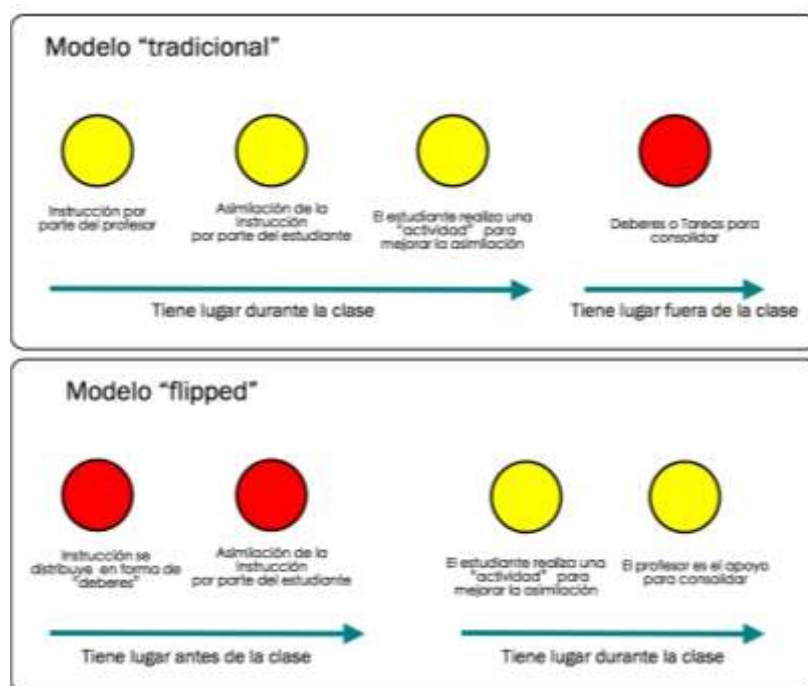 Modelo “tradicional”
Instrucción por
parte del profesor
Asimilación de la
instrucción
por parte del estudiante
El estudiante realiza una
"actividad" para
mejorar la asimilación
Deberes o Tareas para
consolidar
Tiene lugar durante la clase
Tiene lugar fuera de la clase
Modelo “flipped”
Instrucción se
distribuye en forma de
"deberes"
Asimilación de la
instrucción
por parte del estudiante
El estudiante realiza una
"actividad" para
mejorar la asimilación
El profesor es el apoyo
para consolidar
Tiene lugar antes de la clase
Tiene lugar durante la clase